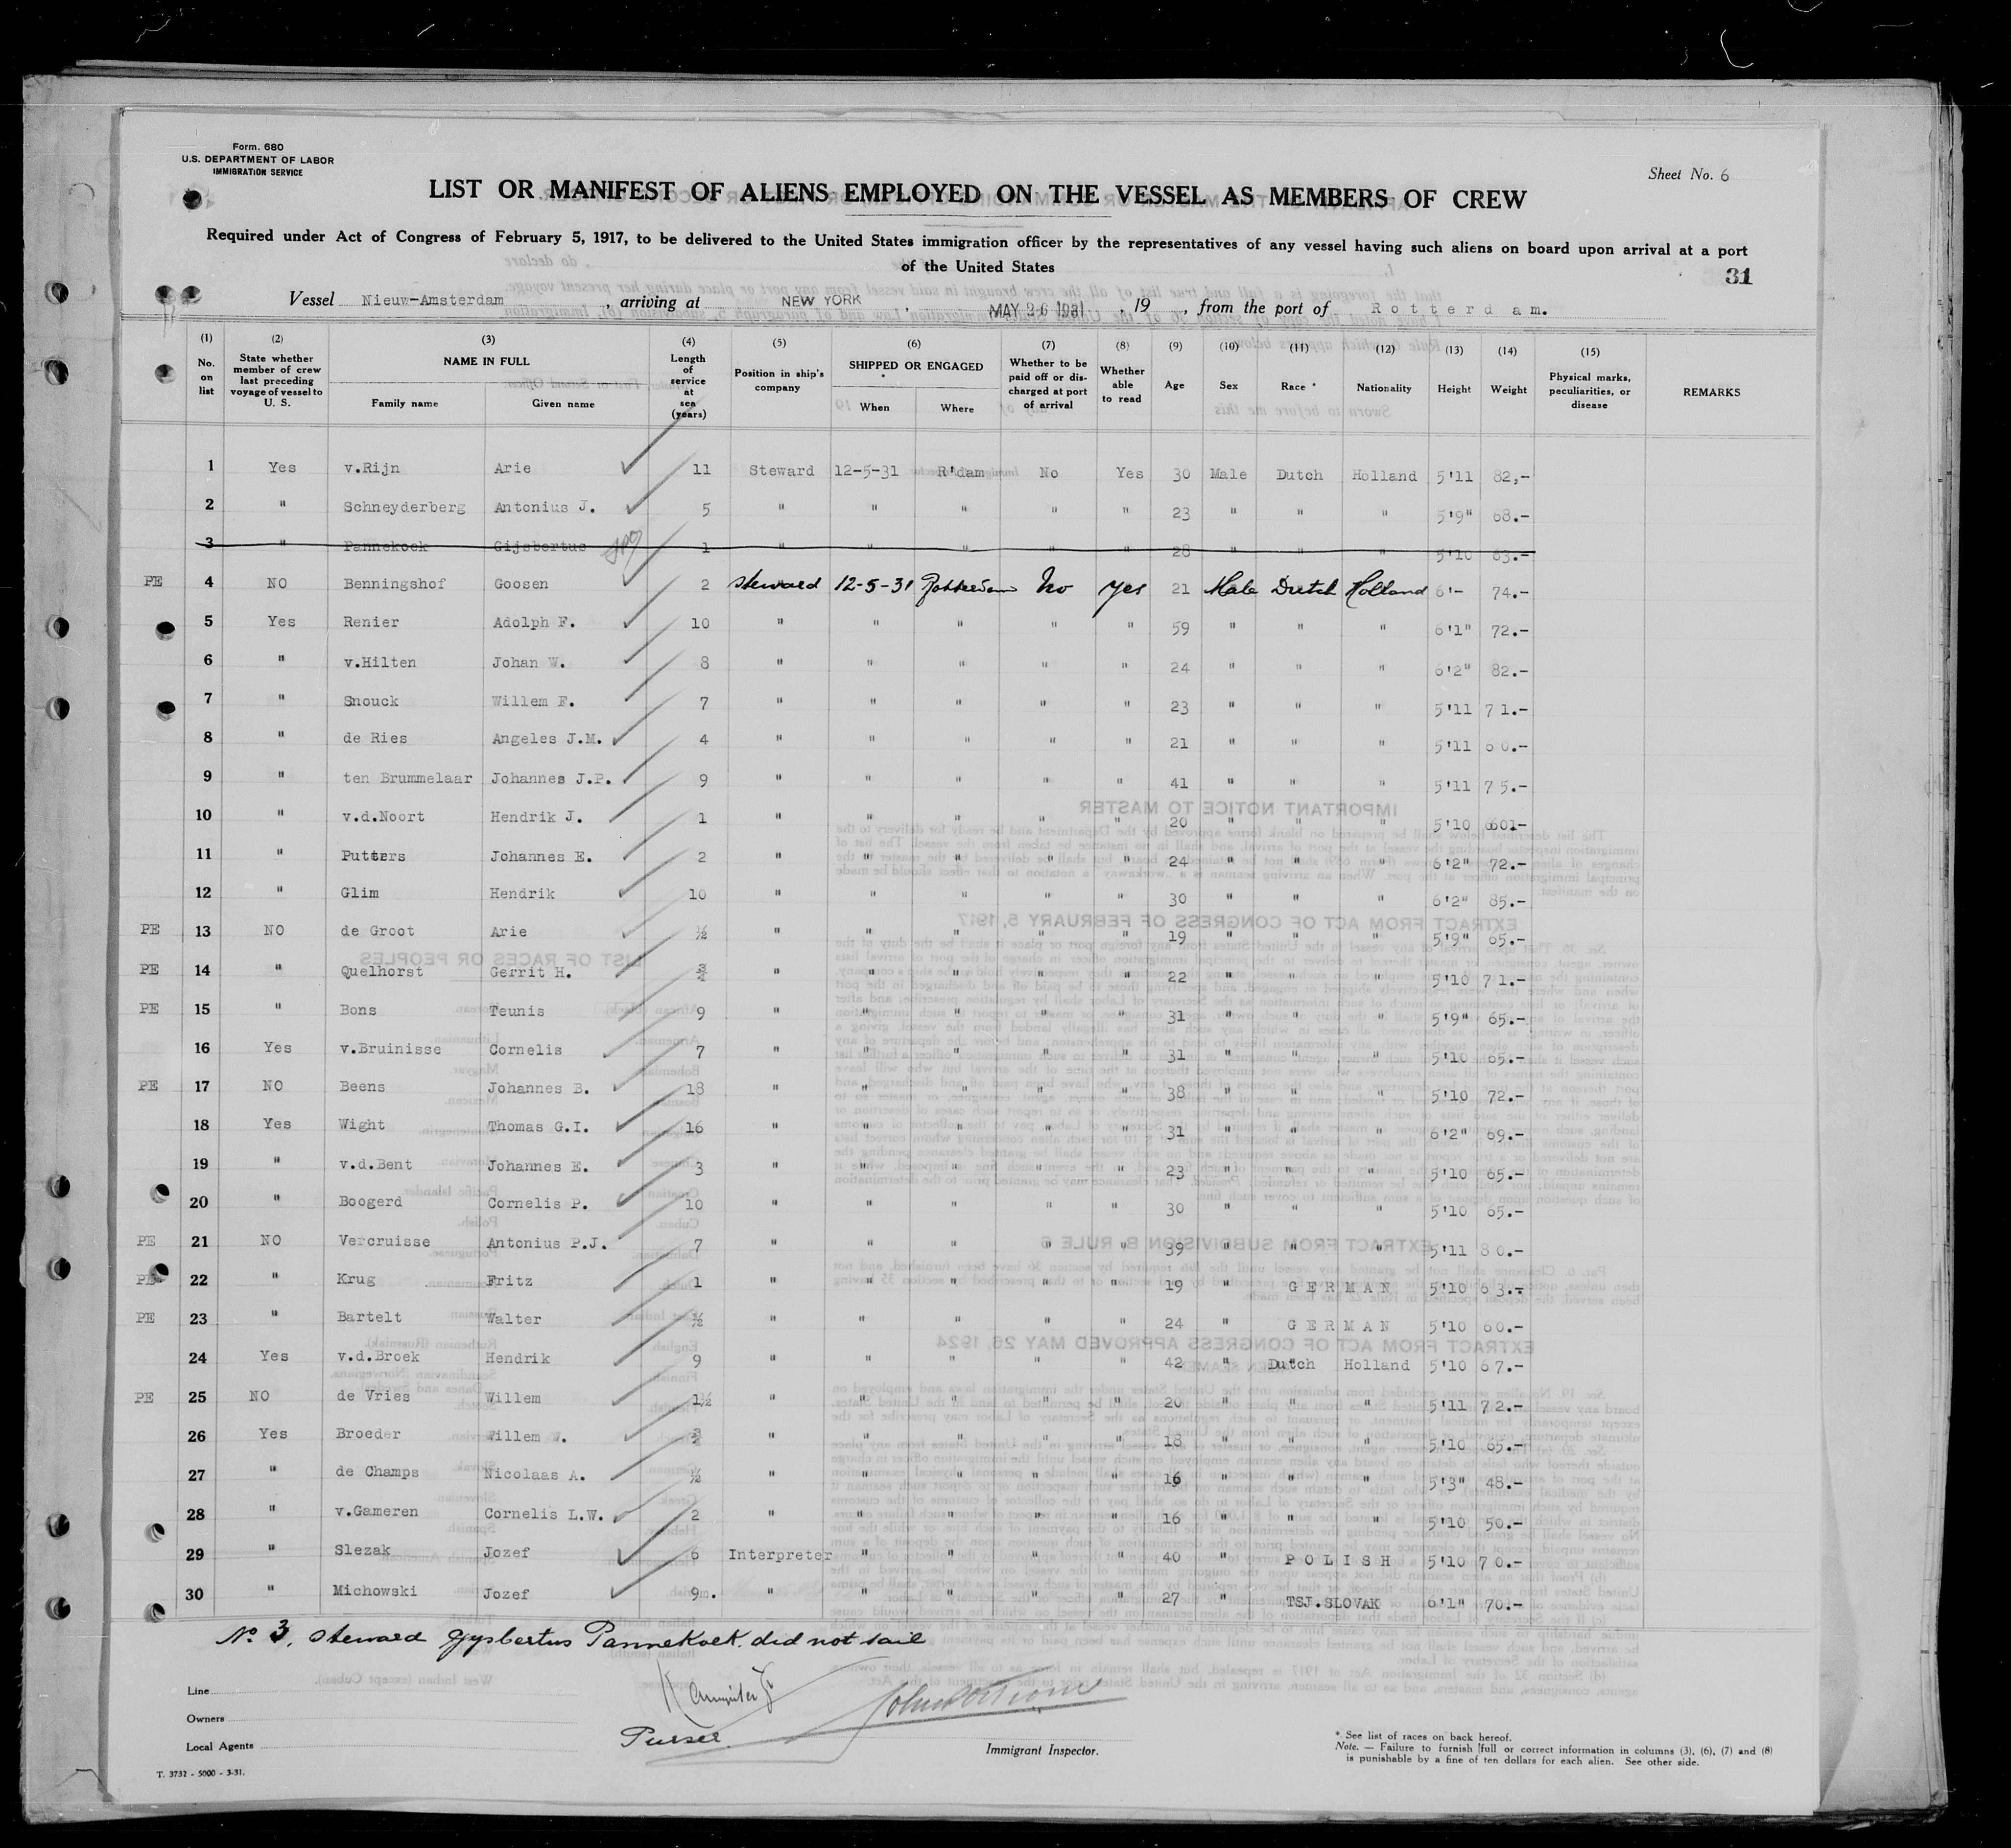 Form. 680
U.S. DEPARTMENT OF LABOR
IMMIGRATION SERVICE
Sheet No. 6
LIST OR MANIFEST OF ALIENS EMPLOYED ON THE VESSEL AS MEMBERS OF CREW
Required under Act of Congress of February 5, 1917, to be delivered to the United States immigration officer by the representatives of any vessel having such aliens on board upon arrival at a port
of the United States
31
Vessel Nieuw-Amsterdam, arriving at NEW YORK, MAY 26 1931, 19 , from the port of Rotterdam.
(1) No. on list (2) State whether member of crew last preceding voyage of vessel to U. S. (3) NAME IN FULL Family name Given name (4) Length of service at sea (years) (5) Position in ship's company (6) SHIPPED OR ENGAGED When Where (7) Whether to be paid off or discharged at port of arrival (8) Whether able to read (9) Age (10) Sex (11) Race * (12) Nationality (13) Height (14) Weight (15) Physical marks, peculiarities, or disease REMARKS
1 Yes v.Rijn Arie 11 Steward 12-5-31 R'dam No Yes 30 Male Dutch Holland 5'11 82,-
2 " Schneyderberg Antonius J. 5 " " " " " 23 " " " 5'9" 68.-
3 " Pannekoek Gijsbertus 1 " " " " " 28 " " " 5'10 63.-
PE 4 NO Benningshof Goosen 2 Steward 12-5-31 Rotterdam No Yes 21 Male Dutch Holland 6'- 74.-
5 Yes Renier Adolph F. 10 " " " " " 59 " " " 6'1" 72.-
6 " v.Hilten Johan W. 8 " " " " " 24 " " " 6'2" 82.-
7 " Snouck Willem F. 7 " " " " " 23 " " " 5'11 71.-
8 " de Ries Angeles J.M. 4 " " " " " 21 " " " 5'11 60.-
9 " ten Brummelaar Johannes J.P. 9 " " " " " 41 " " " 5'11 75.-
10 " v.d.Noort Hendrik J. 1 " " " " " 20 " " " 5'10
11 " Putters Johannes E. 2 " " " " " 24 " " " 6'2" 72.-
12 " Glim Hendrik 10 " " " " " 30 " " " 6'2" 85.-
PE 13 NO de Groot Arie ½ " " " " " 19 " " " 5'9" 65.-
PE 14 " Quelhorst Gerrit H. ¾ " " " " " 22 " " " 5'10 71.-
PE 15 " Bons Teunis 9 " " " " " 31 " " " 5'9" 65.-
16 Yes v.Bruinisse Cornelis 7 " " " " " 31 " " " 5'10 65.-
PE 17 NO Beens Johannes B. 18 " " " " " 38 " " " 5'10 72.-
18 Yes Wight Thomas G.I. 16 " " " " " 31 " " " 6'2" 69.-
19 " v.d.Bent Johannes E. 3 " " " " " 23 " " " 5'10 65.-
20 " Boogerd Cornelis P. 10 " " " " " 30 " " " 5'10 65.-
PE 21 NO Vercruisse Antonius P.J. 7 " " " " " 39 " " " 5'11 80.-
PE 22 " Krug Fritz 1 " " " " " 19 " GERMAN 5'10 63.-
PE 23 " Bartelt Walter ½ " " " " " 24 " GERMAN 5'10 60.-
24 Yes v.d.Broek Hendrik 9 " " " " " 42 " Dutch Holland 5'10 67.-
PE 25 NO de Vries Willem 1½ " " " " " 20 " " " 5'11 72.-
26 Yes Broeder Willem W. ¾ " " " " " 18 " " " 5'10 65.-
27 " de Champs Nicolaas A. ½ " " " " " 16 " " " 5'3" 48.-
28 " v.Gameren Cornelis L.W. 2 " " " " " 16 " " " 5'10 50.-
29 " Slezak Jozef 6 Interpreter " " " " 40 " POLISH 5'10 70.-
30 " Michowski Jozef 9m. " " " " " 27 " TSJ.SLOVAK 6'1" 70.-
No. 3, steward Gysbertus Pannekoek did not sail
Line
Owners
Local Agents
Purser.
Immigrant Inspector.
* See list of races on back hereof.
Note. — Failure to furnish full or correct information in columns (3), (6), (7) and (8)
is punishable by a fine of ten dollars for each alien. See other side.
T. 3732 - 5000 - 3-31.